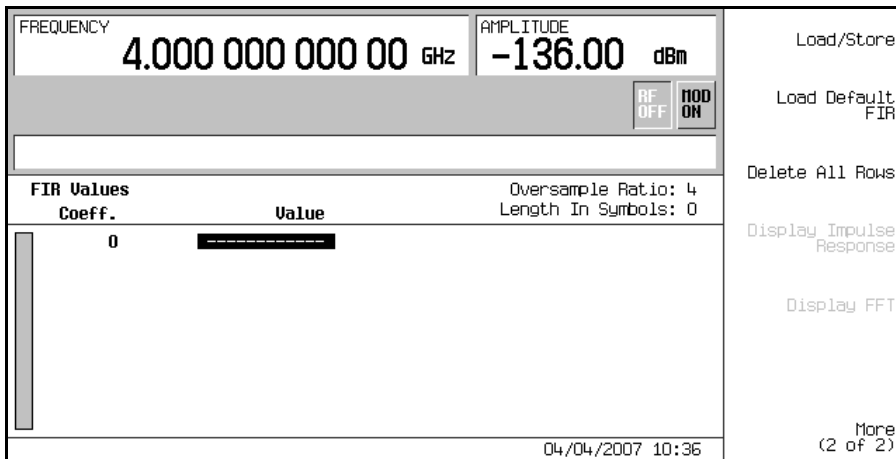 FREQUENCY
4.000 000 000 00 GHz
AMPLITUDE
-136.00 dBm
RF OFF
MOD ON
FIR Values
Oversample Ratio: 4
Coeff. Value
Length In Symbols: 0
0 ------------
04/04/2007 10:36
Load/Store
Load Default
FIR
Delete All Rows
Display Impulse
Response
Display FFT
More
(2 of 2)